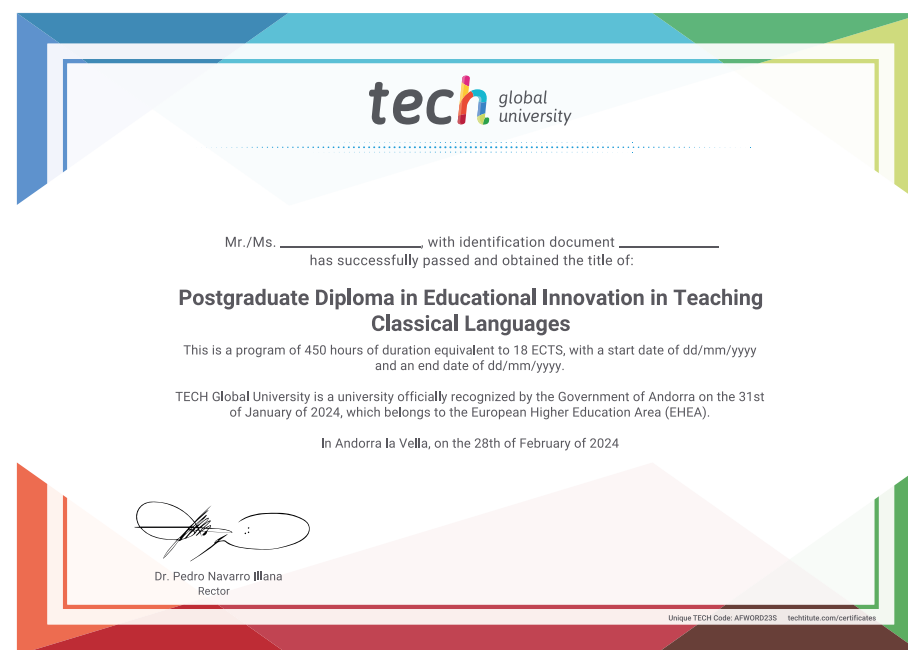 tech global
university
Mr./Ms. ____________, with identification document ____________
has successfully passed and obtained the title of:
Postgraduate Diploma in Educational Innovation in Teaching
Classical Languages
This is a program of 450 hours of duration equivalent to 18 ECTS, with a start date of dd/mm/yyyy
and an end date of dd/mm/yyyy.
TECH Global University is a university officially recognized by the Government of Andorra on the 31st
of January of 2024, which belongs to the European Higher Education Area (EHEA).
In Andorra la Vella, on the 28th of February of 2024
Dr. Pedro Navarro Illana
Rector
Unique TECH Code: AFWORD23S techtitute.com/certificates